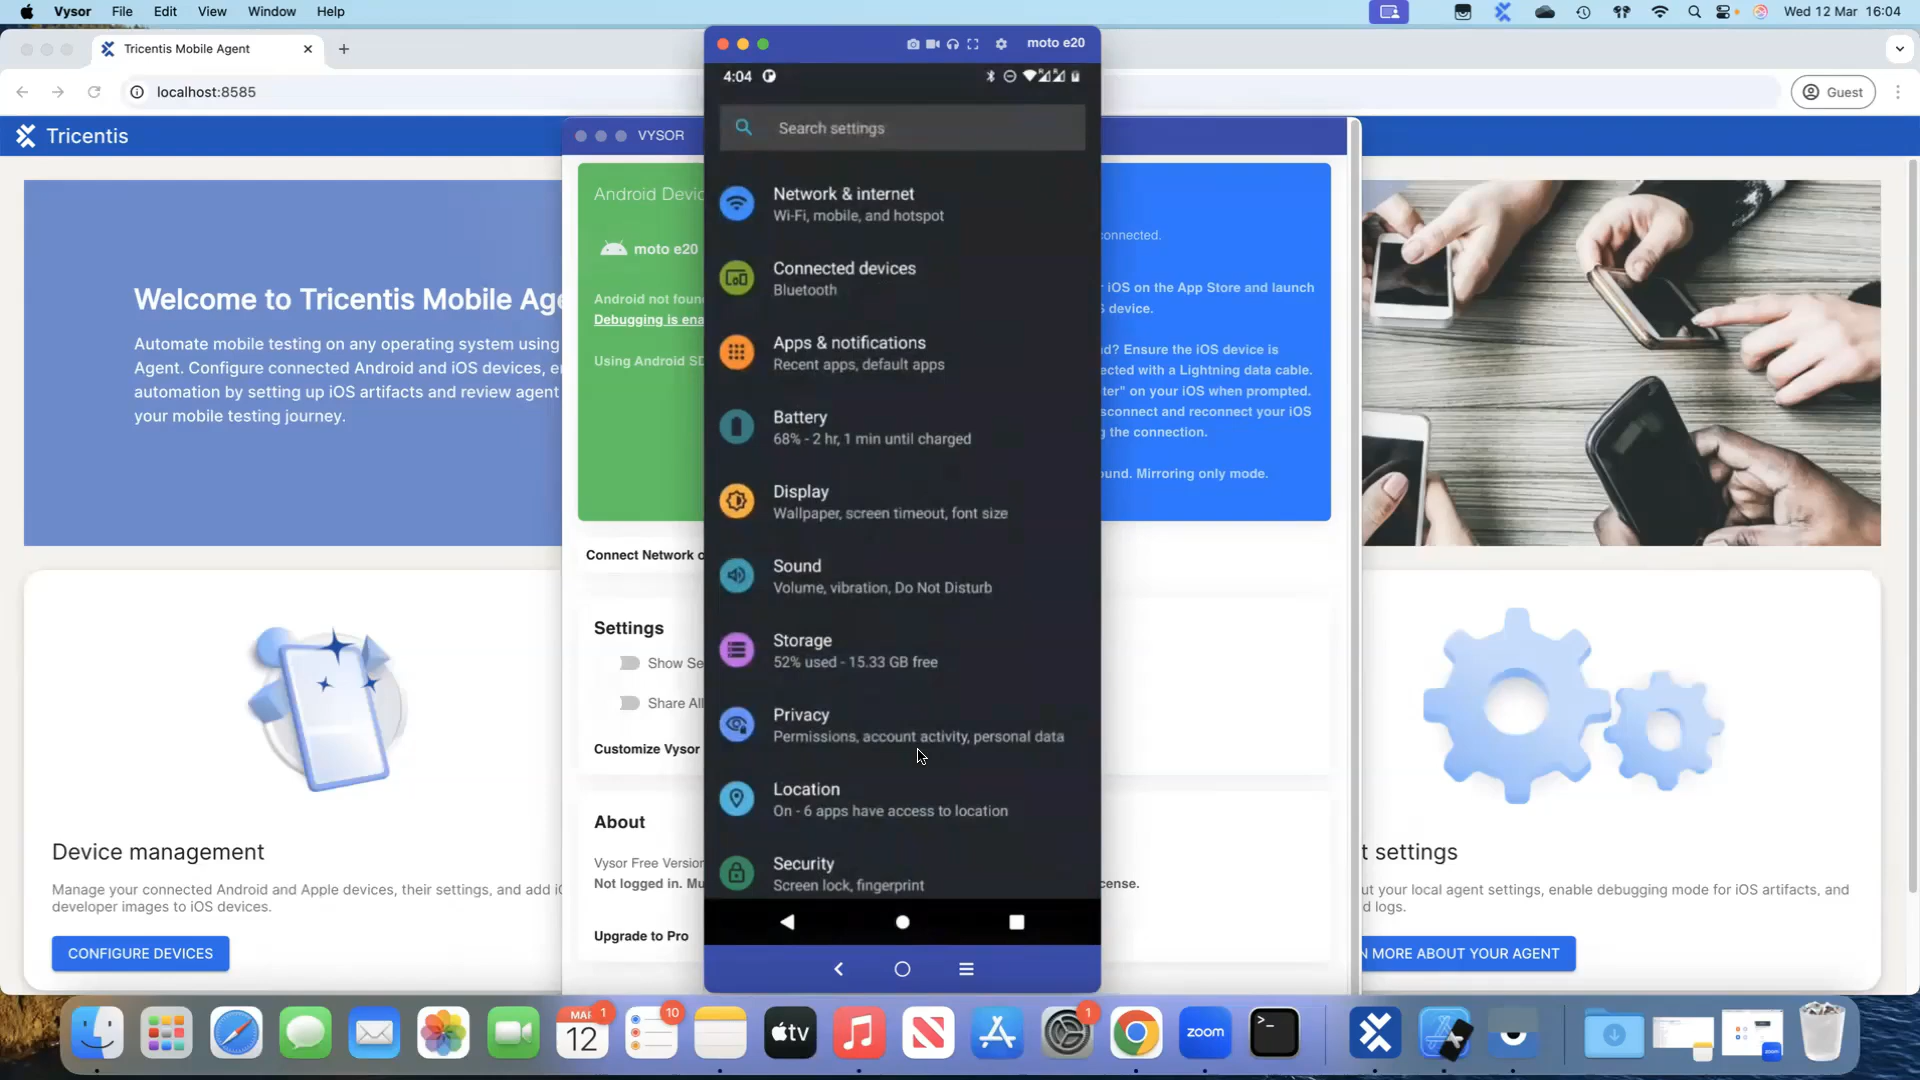 Vysor File Edit View Window Help
Wed 12 Mar 16:04
Tricentis Mobile Agent
localhost:8585
Guest
Tricentis
Welcome to Tricentis Mobile Age
Automate mobile testing on any operating system using
Agent. Configure connected Android and iOS devices, en
automation by setting up iOS artifacts and review agent
your mobile testing journey.
Device management
Manage your connected Android and Apple devices, their settings, and add iO
developer images to iOS devices.
CONFIGURE DEVICES
VYSOR
Android Devic
moto e20
Android not foun
Debugging is ena
Using Android SD
Connect Network o
Settings
Show Se
Share All
Customize Vysor
About
Vysor Free Version
Not logged in. Mu
Upgrade to Pro
moto e20
4:04
Search settings
Network & internet
Wi-Fi, mobile, and hotspot
Connected devices
Bluetooth
Apps & notifications
Recent apps, default apps
Battery
68% - 2 hr, 1 min until charged
Display
Wallpaper, screen timeout, font size
Sound
Volume, vibration, Do Not Disturb
Storage
52% used - 15.33 GB free
Privacy
Permissions, account activity, personal data
Location
On - 6 apps have access to location
Security
Screen lock, fingerprint
connected.
iOS on the App Store and launch
S device.
d? Ensure the iOS device is
ected with a Lightning data cable.
ter" on your iOS when prompted.
sconnect and reconnect your iOS
g the connection.
ound. Mirroring only mode.
cense.
t settings
ut your local agent settings, enable debugging mode for iOS artifacts, and
d logs.
N MORE ABOUT YOUR AGENT
MAR
12
1
10
tv
1
zoom
>_
zoom